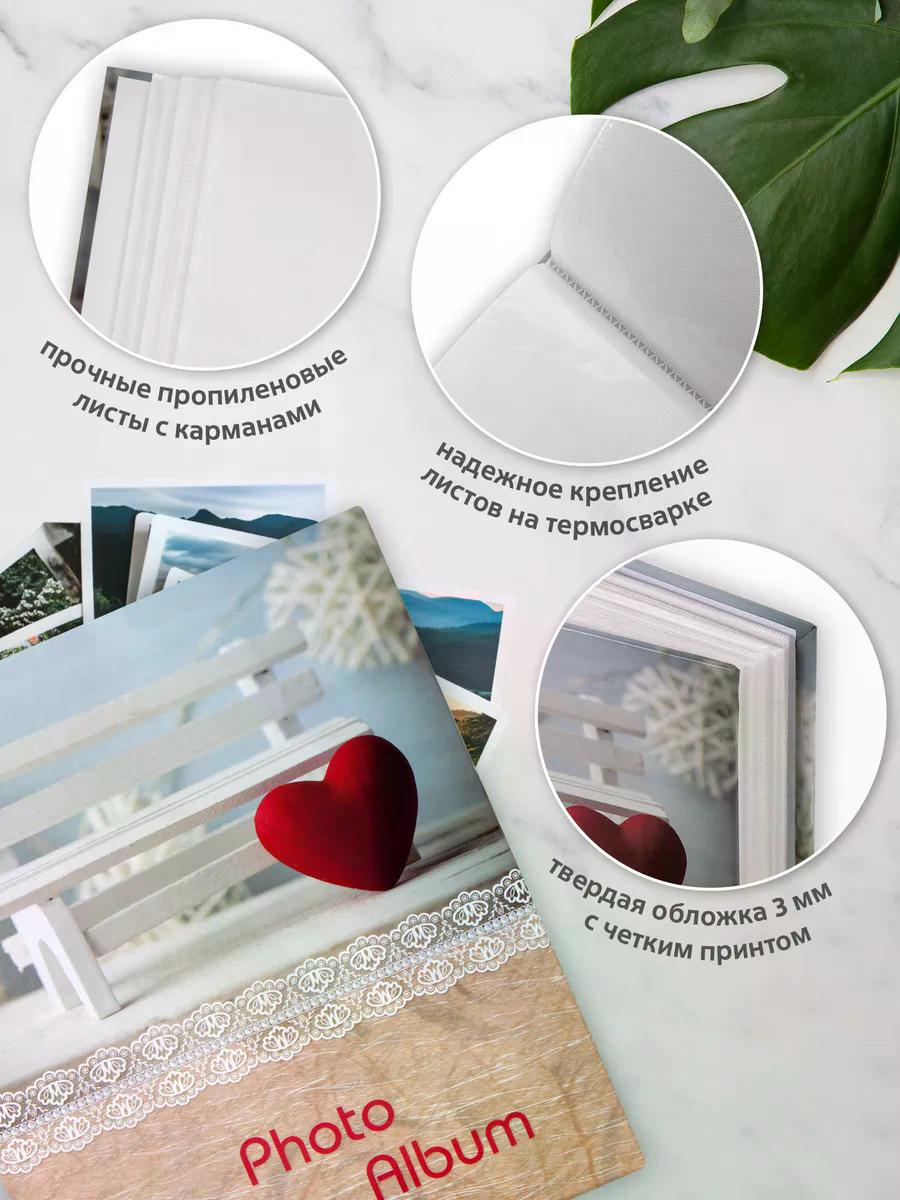 прочные пропиленовые
листы с карманами
надежное крепление
листов на термосварке
твердая обложка 3 мм
с четким принтом
Photo
Album